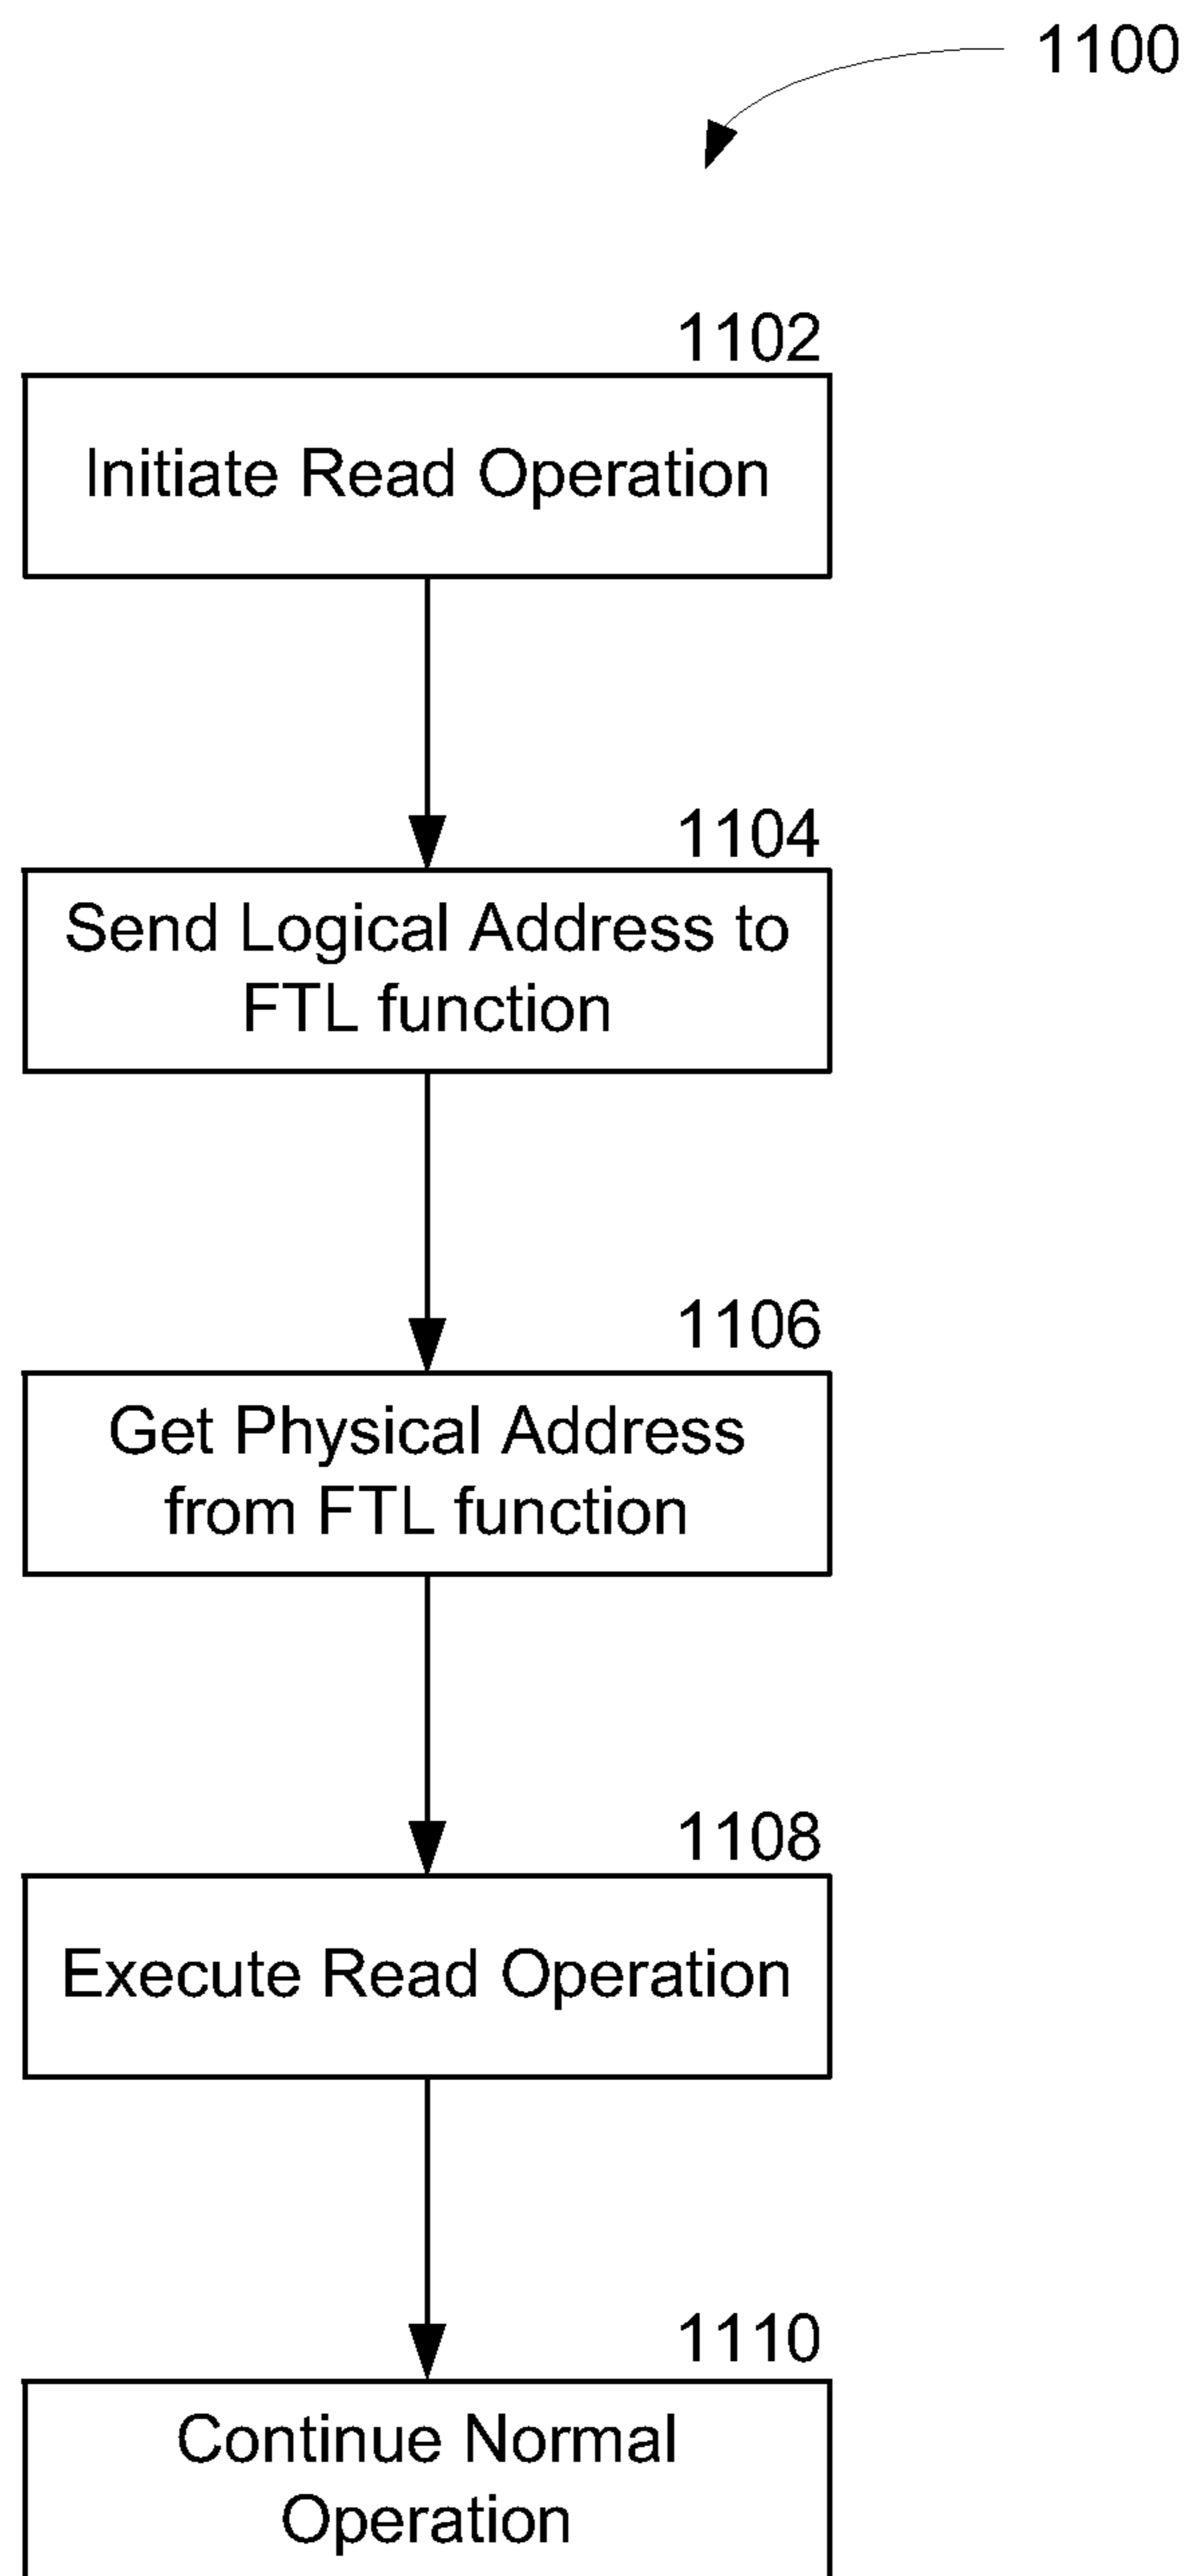 1100
1102
Initiate Read Operation
1104
Send Logical Address to
FTL function
1106
Get Physical Address
from FTL function
1108
Execute Read Operation
1110
Continue Normal
Operation